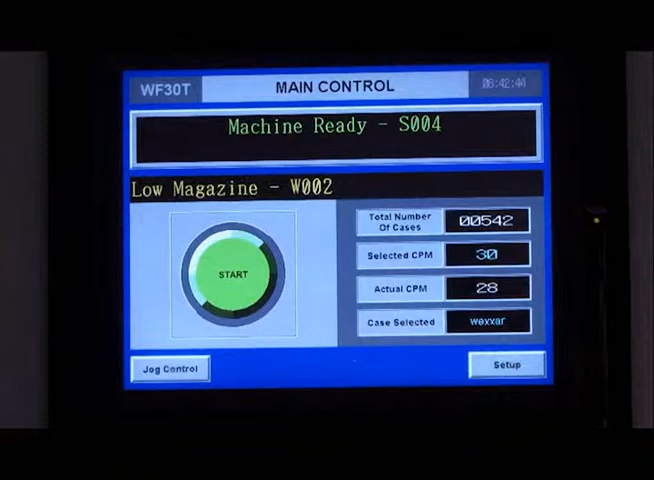 WF30T MAIN CONTROL 06:42:44
Machine Ready - S004
Low Magazine - W002
START
Total Number
Of Cases
00542
Selected CPM 30
Actual CPM 28
Case Selected wexxar
Jog Control
Setup